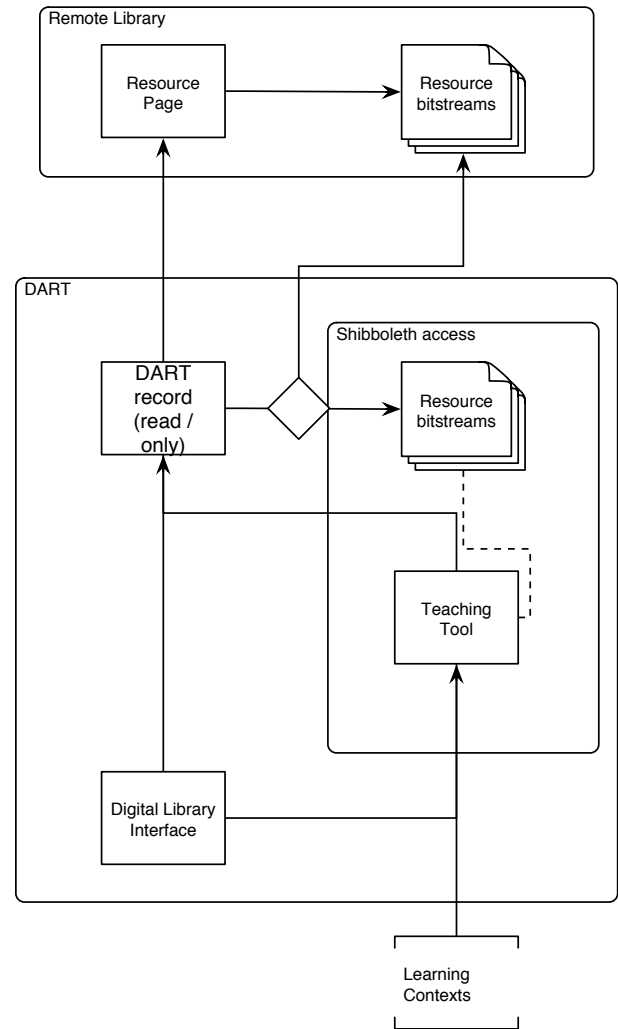 Remote Library
Resource
Page
Resource
bitstreams
DART
Shibboleth access
DART
record
(read /
only)
Resource
bitstreams
Teaching
Tool
Digital Library
Interface
Learning
Contexts